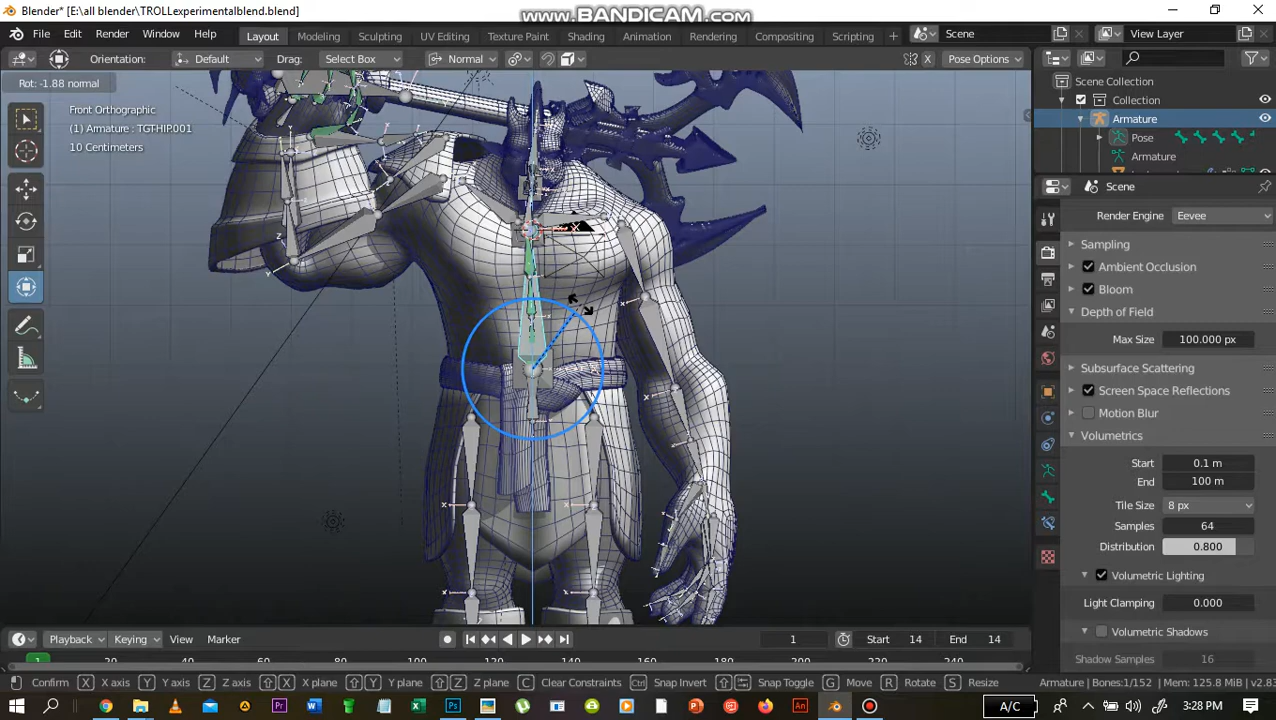 Blender* [E:\all blender\TROLLexperimentalblend.blend]
www.BANDICAM.com
File Edit Render Window Help Layout Modeling Sculpting UV Editing Texture Paint Shading Animation Rendering Compositing Scripting + Scene View Layer
Orientation: Default Drag: Select Box Normal X Pose Options
Rot: -1.88 normal
Front Orthographic
(1) Armature : TGTHIP.001
10 Centimeters
Scene Collection
Collection
Armature
Pose
Armature
Scene
Render Engine Eevee
Sampling
Ambient Occlusion
Bloom
Depth of Field
Max Size 100.000 px
Subsurface Scattering
Screen Space Reflections
Motion Blur
Volumetrics
Start 0.1 m
End 100 m
Tile Size 8 px
Samples 64
Distribution 0.800
Volumetric Lighting
Light Clamping 0.000
Volumetric Shadows
Shadow Samples 16
Playback Keying View Marker 1 Start 14 End 14
1 20 40 60 80 100 120 140 160 180 200 220 240
Confirm X X axis Y Y axis Z Z axis X X plane Y Y plane Z Z plane C Clear Constraints Ctrl Snap Invert Snap Toggle G Move R Rotate S Resize Armature | Bones:1/152 | Mem: 125.8 MiB | v2.83
A/C 3:28 PM